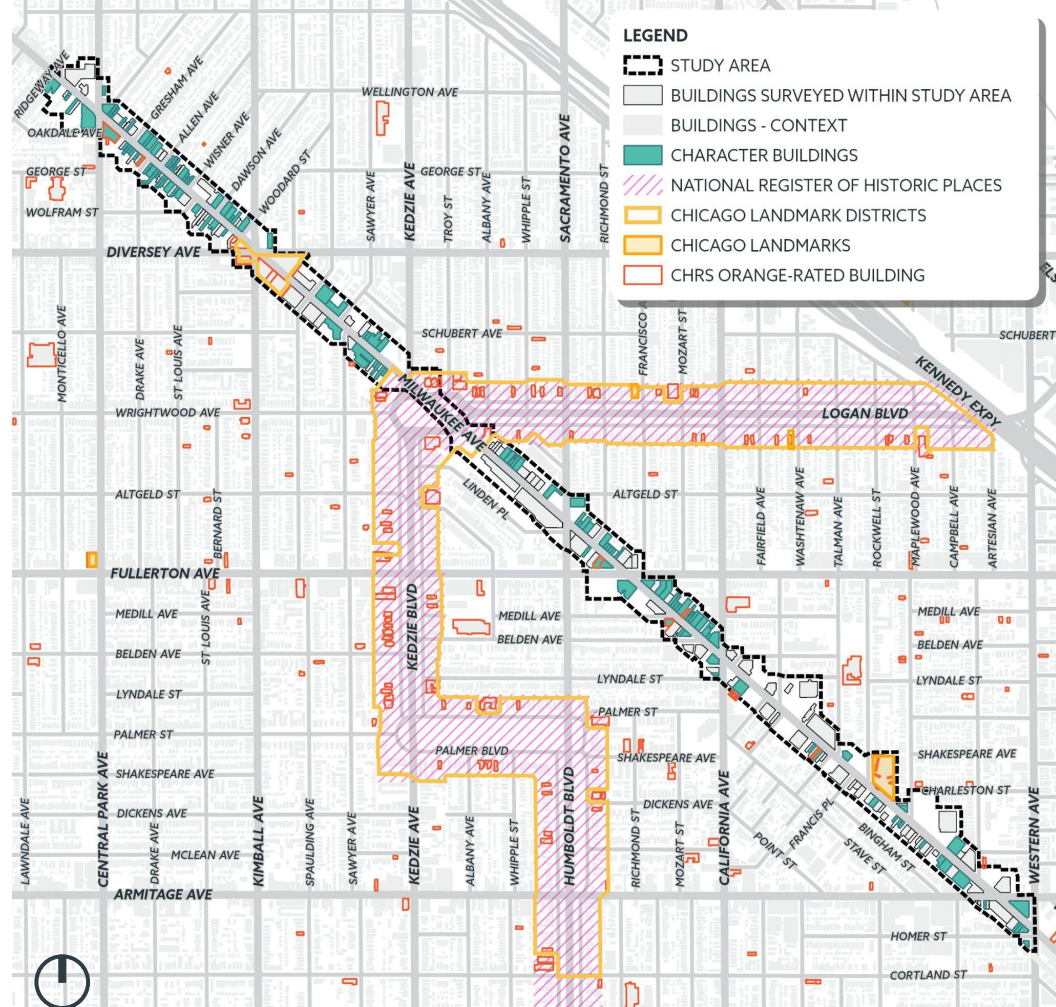 LEGEND
STUDY AREA
BUILDINGS SURVEYED WITHIN STUDY AREA
BUILDINGS - CONTEXT
CHARACTER BUILDINGS
NATIONAL REGISTER OF HISTORIC PLACES
CHICAGO LANDMARK DISTRICTS
CHICAGO LANDMARKS
CHRS ORANGE-RATED BUILDING
RIDGEWAY AVE
GRESHAM AVE
ALLEN AVE
WISNER AVE
DAWSON AVE
WOODARD ST
OAKDALE AVE
GEORGE ST
WOLFRAM ST
DIVERSEY AVE
WELLINGTON AVE
GEORGE ST
SAWYER AVE
KEDZIE AVE
TROY ST
ALBANY AVE
WHIPPLE ST
SACRAMENTO AVE
RICHMOND ST
SCHUBERT AVE
FRANCISCO A
MOZART ST
SCHUBERT
KENNEDY EXPY
MONTICELLO AVE
DRAKE AVE
ST LOUIS AVE
WRIGHTWOOD AVE
MILWAUKEE AVE
LOGAN BLVD
ALTGELD ST
BERNARD ST
LINDEN PL
ALTGELD ST
FAIRFIELD AVE
WASHTENAW AVE
TALMAN AVE
ROCKWELL ST
MAPLEWOOD AVE
CAMPBELL AVE
ARTESIAN AVE
FULLERTON AVE
MEDILL AVE
ST LOUIS AVE
BELDEN AVE
LYNDALE ST
PALMER ST
SHAKESPEARE AVE
DICKENS AVE
MCLEAN AVE
ARMITAGE AVE
KEDZIE BLVD
MEDILL AVE
BELDEN AVE
LYNDALE ST
PALMER ST
PALMER BLVD
SHAKESPEARE AVE
DICKENS AVE
HUMBOLDT BLVD
MEDILL AVE
BELDEN AVE
LYNDALE ST
SHAKESPEARE AVE
CHARLESTON ST
LAWNDALE AVE
CENTRAL PARK AVE
DRAKE AVE
KIMBALL AVE
SPAULDING AVE
SAWYER AVE
KEDZIE AVE
ALBANY AVE
WHIPPLE ST
RICHMOND ST
MOZART ST
CALIFORNIA AVE
POINT ST
FRANCIS PL
STAVE ST
BINGHAM ST
WESTERN AVE
HOMER ST
CORTLAND ST